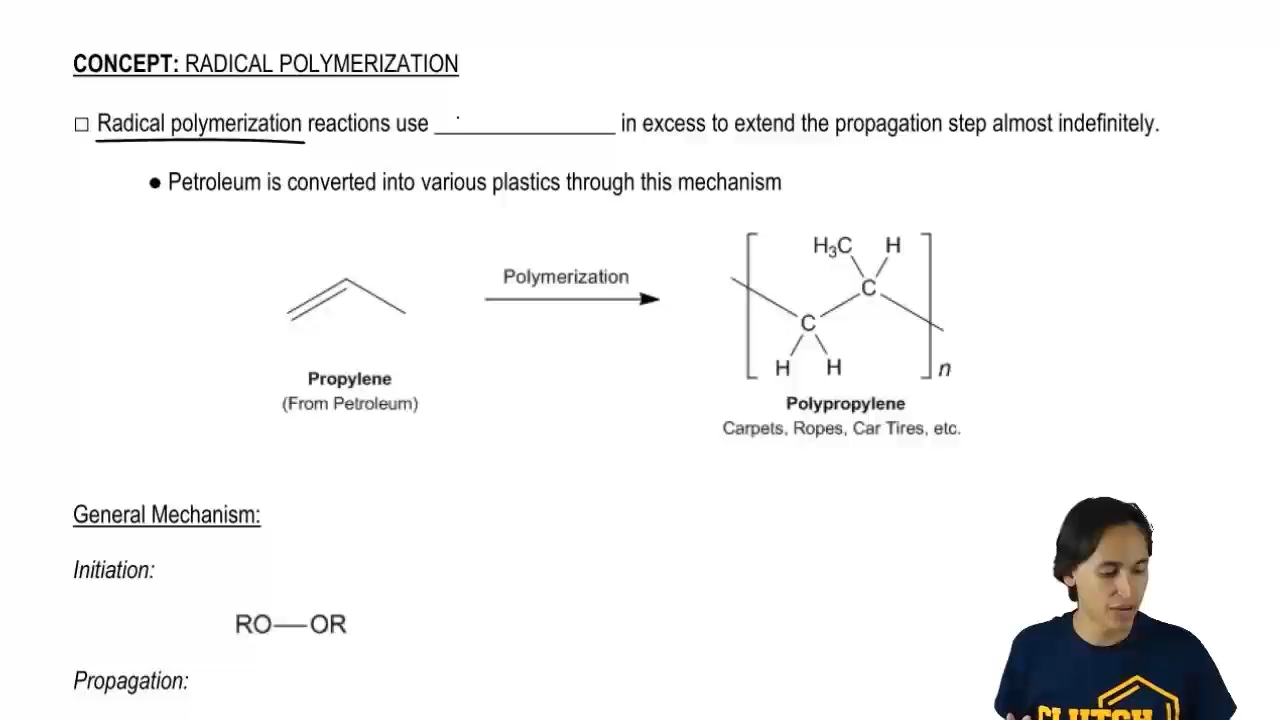 CONCEPT: RADICAL POLYMERIZATION
□ Radical polymerization reactions use ______________ in excess to extend the propagation step almost indefinitely.
● Petroleum is converted into various plastics through this mechanism
H₃C H
Polymerization
C
C
H H
n
Propylene
(From Petroleum)
Polypropylene
Carpets, Ropes, Car Tires, etc.
General Mechanism:
Initiation:
RO—OR
Propagation:
CLUTCH